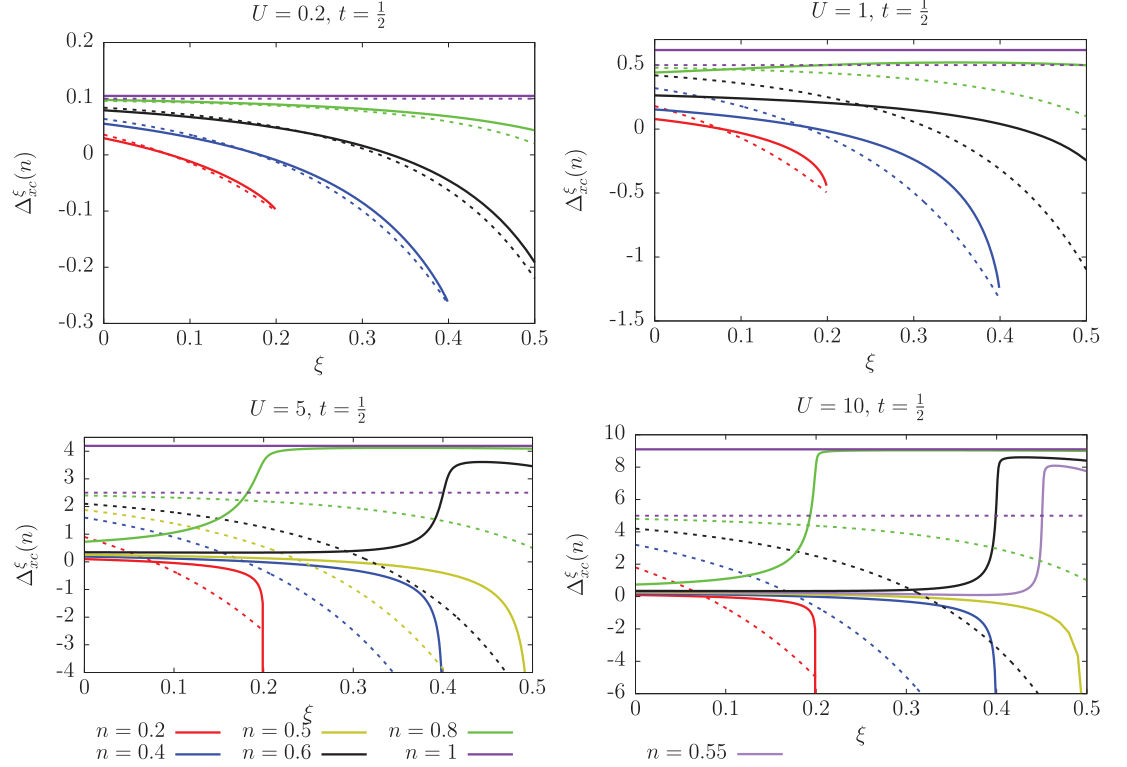 U = 0.2, t = 1/2
0.2
0.1
0
-0.1
-0.2
-0.3
0 0.1 0.2 0.3 0.4 0.5
Δ^ξ_xc(n)
ξ
U = 1, t = 1/2
0.5
0
-0.5
-1
-1.5
0 0.1 0.2 0.3 0.4 0.5
Δ^ξ_xc(n)
ξ
U = 5, t = 1/2
4
3
2
1
0
-1
-2
-3
-4
0 0.1 0.2 0.3 0.4 0.5
Δ^ξ_xc(n)
ξ
U = 10, t = 1/2
10
8
6
4
2
0
-2
-4
-6
0 0.1 0.2 0.3 0.4 0.5
Δ^ξ_xc(n)
ξ
n = 0.2 n = 0.5 n = 0.8
n = 0.4 n = 0.6 n = 1
n = 0.55